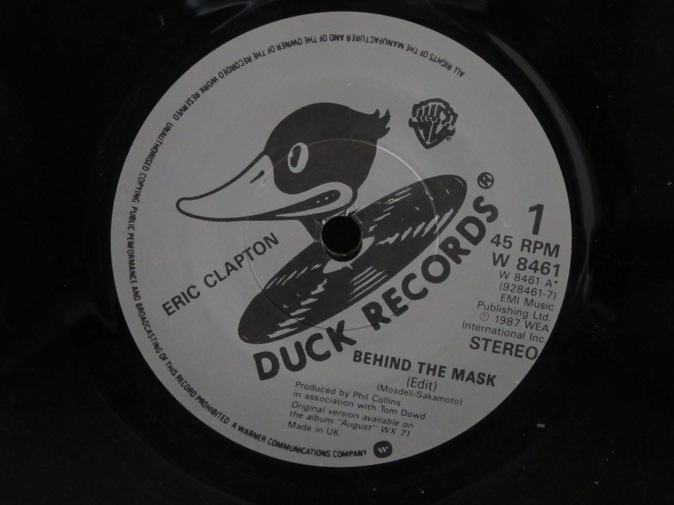 ALL RIGHTS OF THE MANUFACTURER AND OF THE OWNER OF THE RECORDED WORK RESERVED. UNAUTHORISED COPYING PUBLIC PERFORMANCE AND BROADCASTING OF THIS RECORD PROHIBITED
A WARNER COMMUNICATIONS COMPANY
ERIC CLAPTON
DUCK RECORDS®
1
45 RPM
W 8461
W 8461 A*
(928461-7)
EMI Music
Publishing Ltd.
℗ 1987 WEA
International Inc.
STEREO
BEHIND THE MASK
(Edit)
(Mosdell/Sakamoto)
Produced by Phil Collins
in association with Tom Dowd
Original version available on
the album "August" WX 71
Made in UK